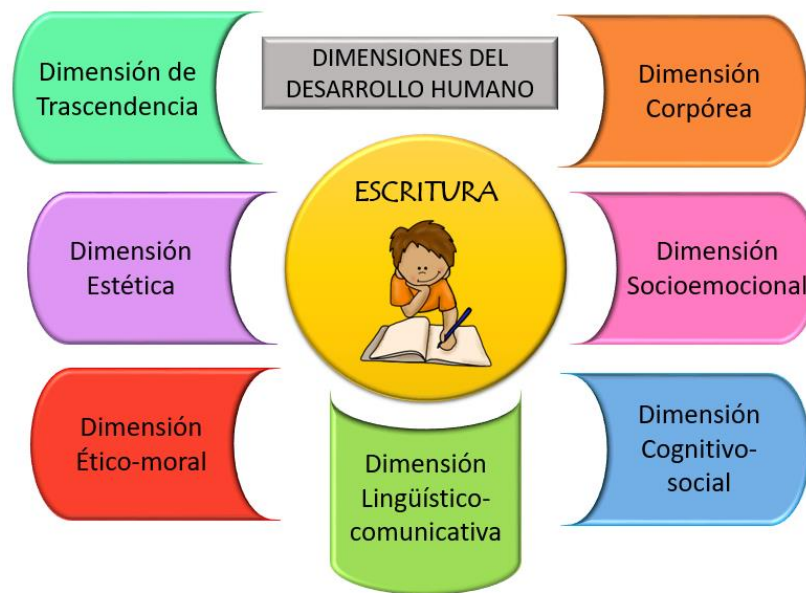 DIMENSIONES DEL
DESARROLLO HUMANO
Dimensión de
Trascendencia
Dimensión
Corpórea
ESCRITURA
Dimensión
Estética
Dimensión
Socioemocional
Dimensión
Ético-moral
Dimensión
Lingüístico-
comunicativa
Dimensión
Cognitivo-
social